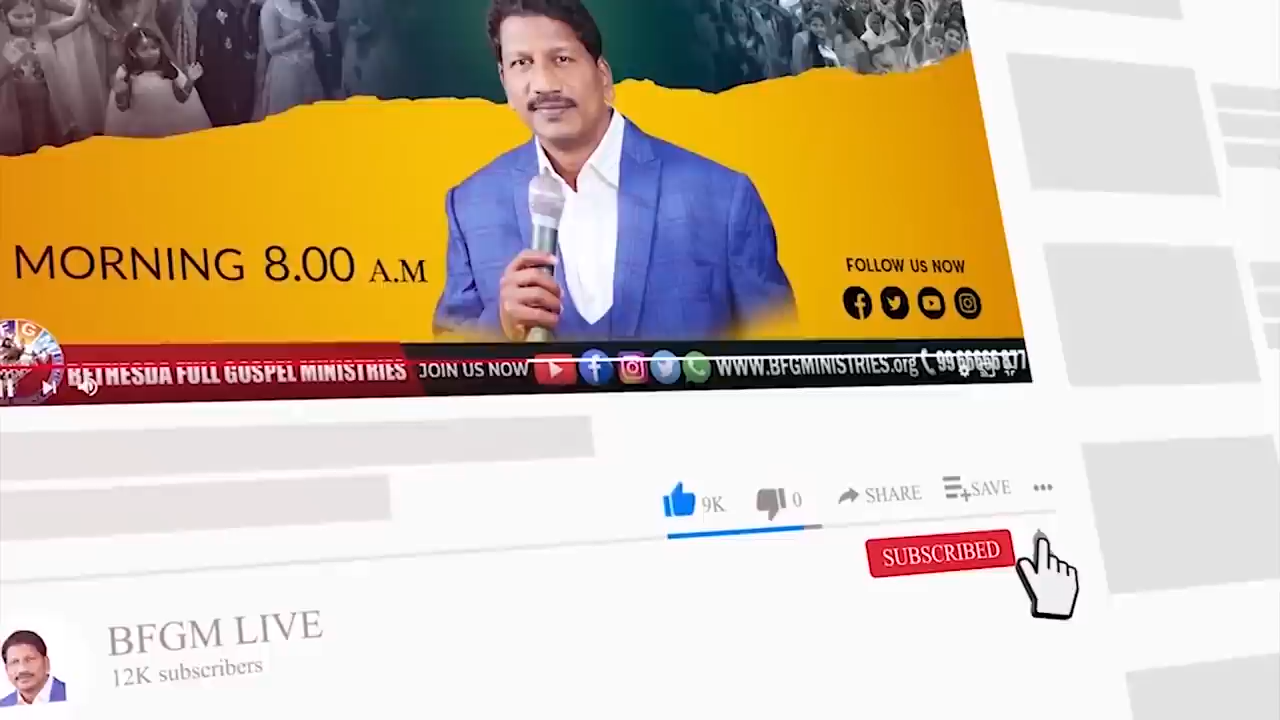 MORNING 8.00 A.M
FOLLOW US NOW
BETHESDA FULL GOSPEL MINISTRIES JOIN US NOW WWW.BFGMINISTRIES.org
9K 0 SHARE SAVE
SUBSCRIBED
BFGM LIVE
12K subscribers